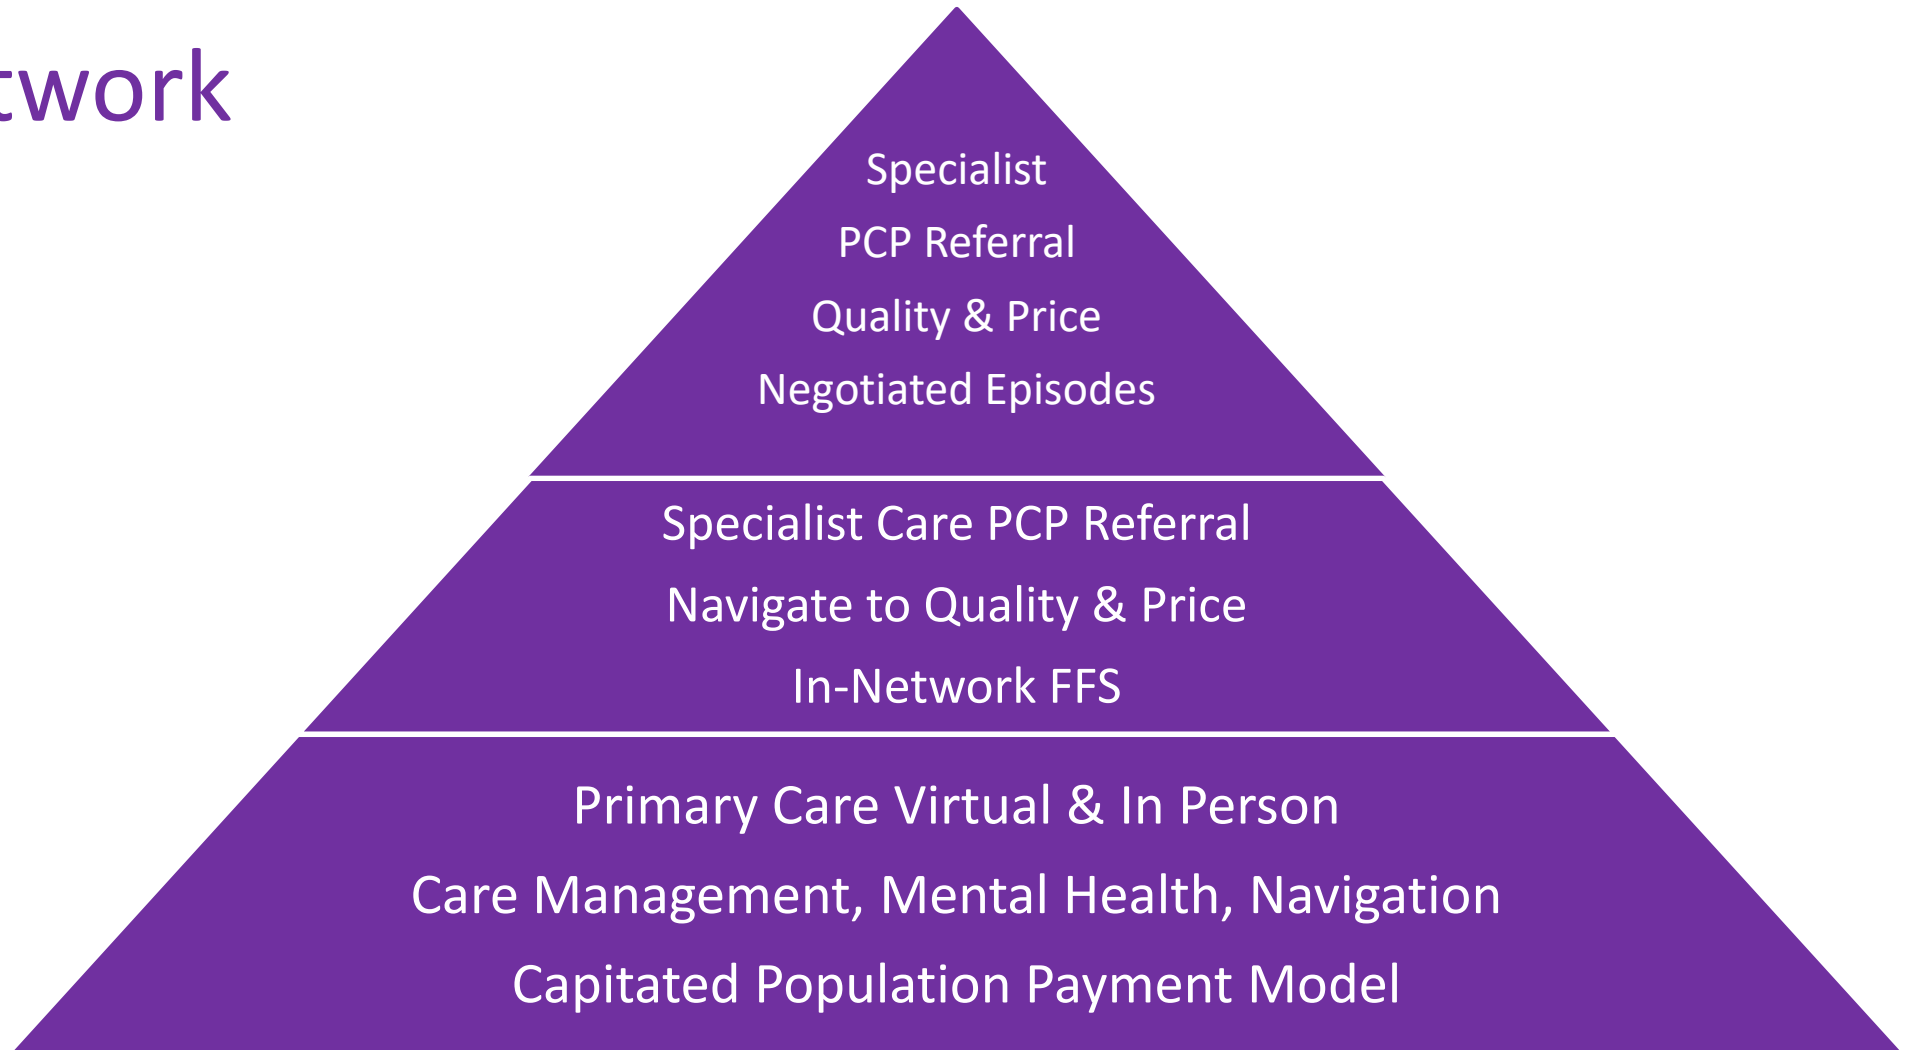 twork
Specialist
PCP Referral
Quality & Price
Negotiated Episodes
Specialist Care PCP Referral
Navigate to Quality & Price
In-Network FFS
Primary Care Virtual & In Person
Care Management, Mental Health, Navigation
Capitated Population Payment Model